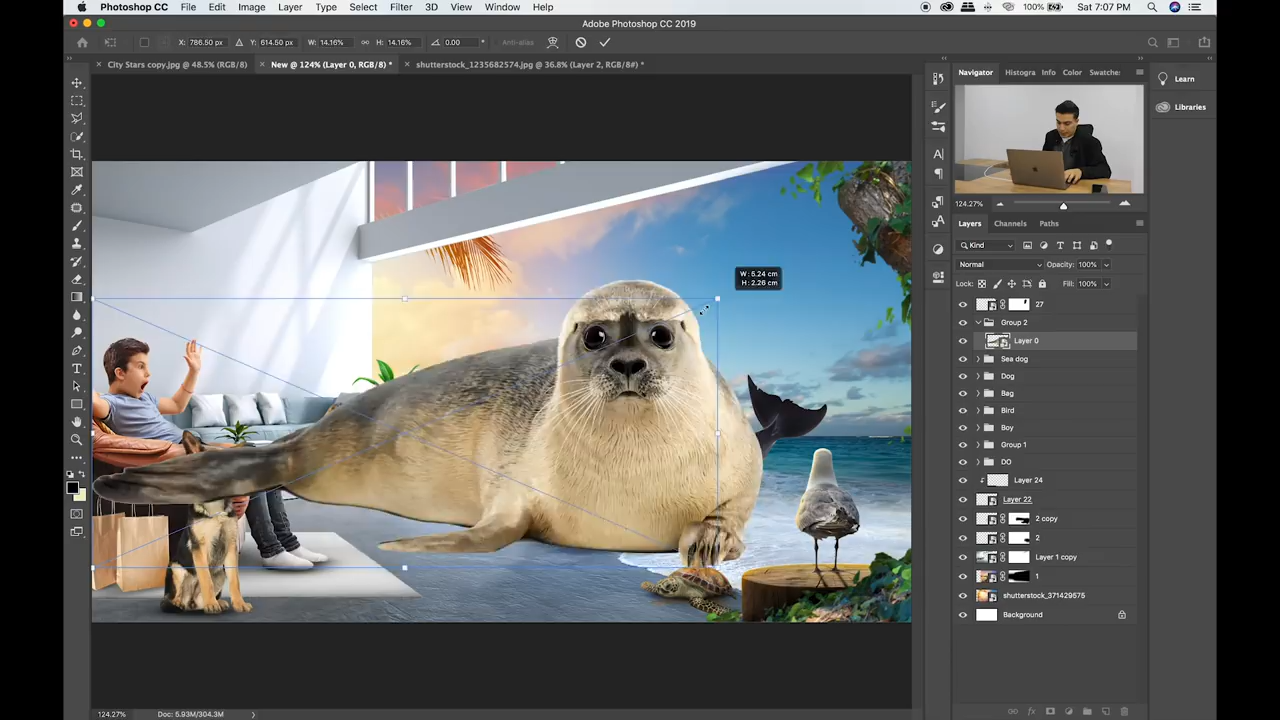 Photoshop CC File Edit Image Layer Type Select Filter 3D View Window Help 100% Sat 7:07 PM
Adobe Photoshop CC 2019
X: 786.50 px Y: 614.50 px W: 14.16% H: 14.16% 0.00 ° Anti-alias
× City Stars copy.jpg @ 48.5% (RGB/8) × New @ 124% (Layer 0, RGB/8) * × shutterstock_1235682574.jpg @ 36.8% (Layer 2, RGB/8#) *
Navigator Histogra Info Color Swatche:
Learn
Libraries
124.27%
Layers Channels Paths
Kind
Normal Opacity: 100%
Lock: Fill: 100%
W: 5.24 cm
H: 2.26 cm
27
Group 2
Layer 0
Sea dog
Dog
Bag
Bird
Boy
Group 1
DO
Layer 24
Layer 22
2 copy
2
Layer 1 copy
1
shutterstock_371429575
Background
124.27% Doc: 5.93M/304.3M